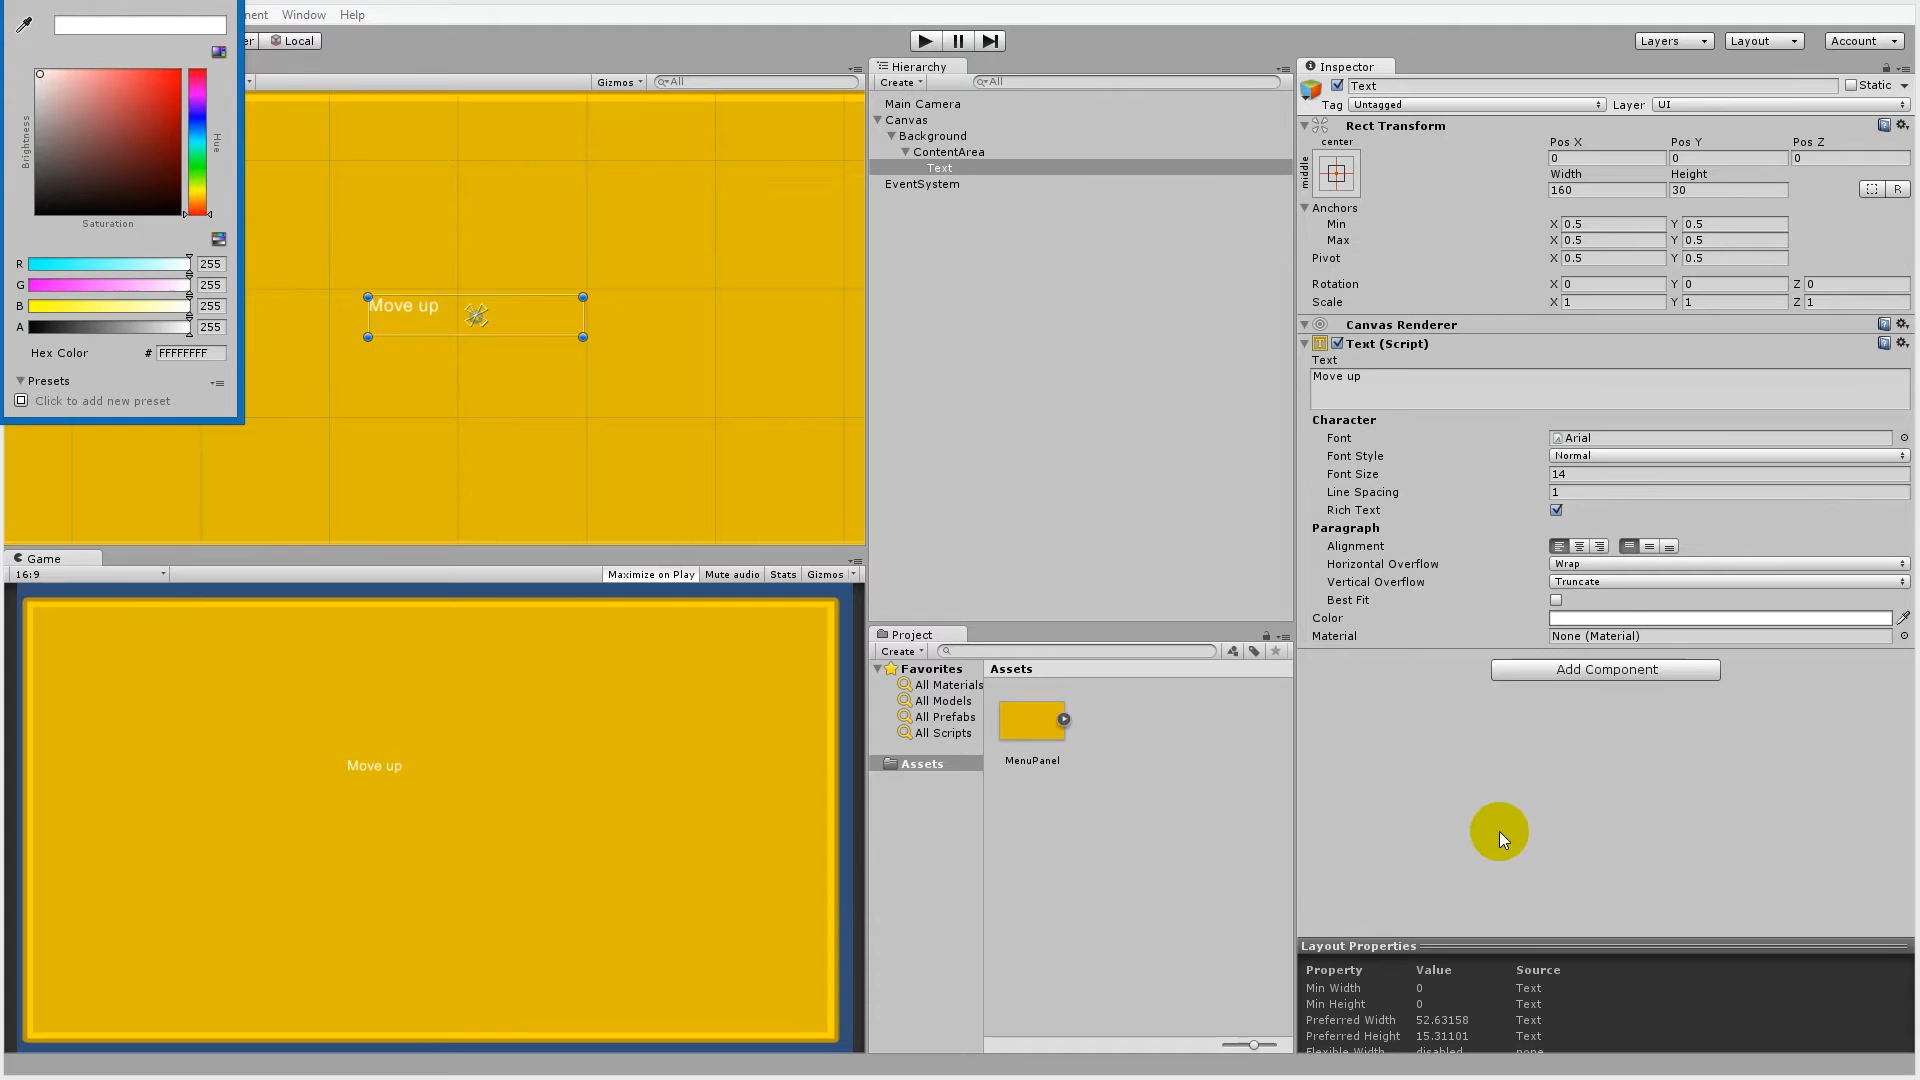 nent Window Help
er Local
Layers Layout Account
Brightness
Hue
Saturation
R 255
G 255
B 255
A 255
Hex Color # FFFFFFFF
Presets
Click to add new preset
Gizmos All
Move up
Game
16:9 Maximize on Play Mute audio Stats Gizmos
Move up
Hierarchy
Create All
Main Camera
Canvas
Background
ContentArea
Text
EventSystem
Project
Create
Favorites
All Materials
All Models
All Prefabs
All Scripts
Assets
Assets
MenuPanel
Inspector
Text Static
Tag Untagged Layer UI
Rect Transform
center
middle
Pos X Pos Y Pos Z
0 0 0
Width Height
160 30 R
Anchors
Min X 0.5 Y 0.5
Max X 0.5 Y 0.5
Pivot X 0.5 Y 0.5
Rotation X 0 Y 0 Z 0
Scale X 1 Y 1 Z 1
Canvas Renderer
Text (Script)
Text
Move up
Character
Font Arial
Font Style Normal
Font Size 14
Line Spacing 1
Rich Text
Paragraph
Alignment
Horizontal Overflow Wrap
Vertical Overflow Truncate
Best Fit
Color
Material None (Material)
Add Component
Layout Properties
Property Value Source
Min Width 0 Text
Min Height 0 Text
Preferred Width 52.63158 Text
Preferred Height 15.31101 Text
Flexible Width disabled none